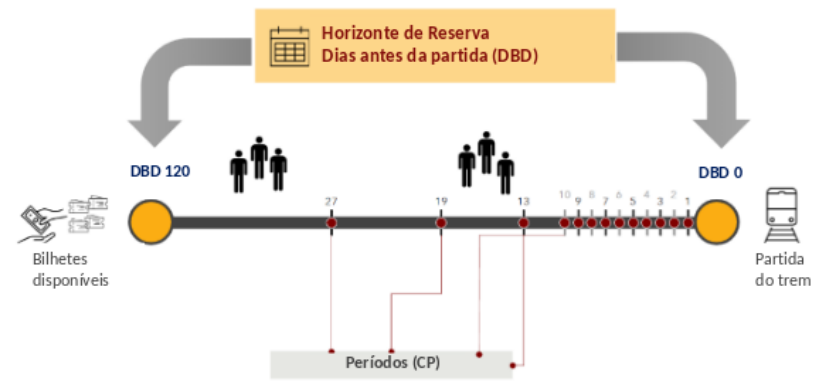 Horizonte de Reserva
Dias antes da partida (DBD)
DBD 120
DBD 0
27
19
13
10
9
8
7
6
5
4
3
2
1
Bilhetes
disponíveis
Partida
do trem
Períodos (CP)